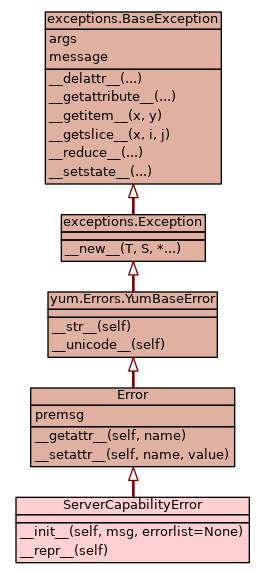 exceptions.BaseException
args
message
__delattr__(...)
__getattribute__(...)
__getitem__(x, y)
__getslice__(x, i, j)
__reduce__(...)
__setstate__(...)
exceptions.Exception
__new__(T, S, *...)
yum.Errors.YumBaseError
__str__(self)
__unicode__(self)
Error
premsg
__getattr__(self, name)
__setattr__(self, name, value)
ServerCapabilityError
__init__(self, msg, errorlist=None)
__repr__(self)